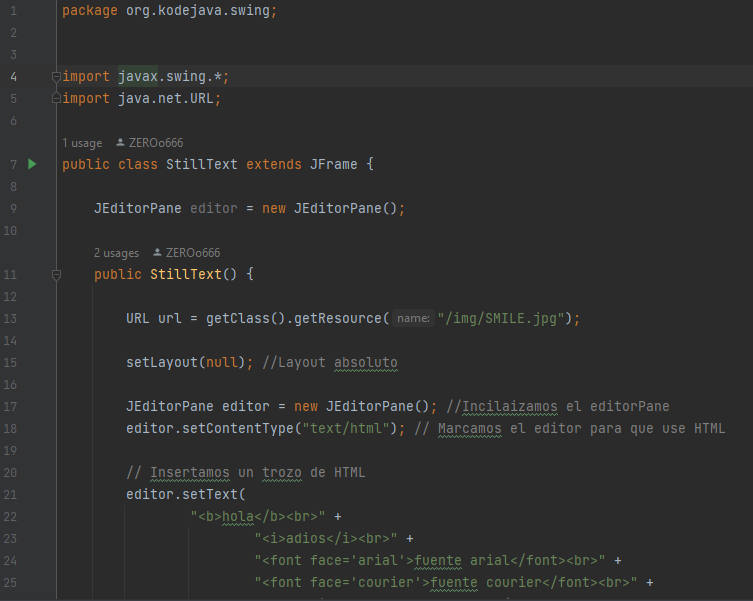 1 package org.kodejava.swing;
2
3
4 import javax.swing.*;
5 import java.net.URL;
6
1 usage ZEROo666
7 public class StillText extends JFrame {
8
9 JEditorPane editor = new JEditorPane();
10
2 usages ZEROo666
11 public StillText() {
12
13 URL url = getClass().getResource( name: "/img/SMILE.jpg");
14
15 setLayout(null); //Layout absoluto
16
17 JEditorPane editor = new JEditorPane(); //Incilaizamos el editorPane
18 editor.setContentType("text/html"); // Marcamos el editor para que use HTML
19
20 // Insertamos un trozo de HTML
21 editor.setText(
22 "<b>hola</b><br>" +
23 "<i>adios</i><br>" +
24 "<font face='arial'>fuente arial</font><br>" +
25 "<font face='courier'>fuente courier</font><br>" +